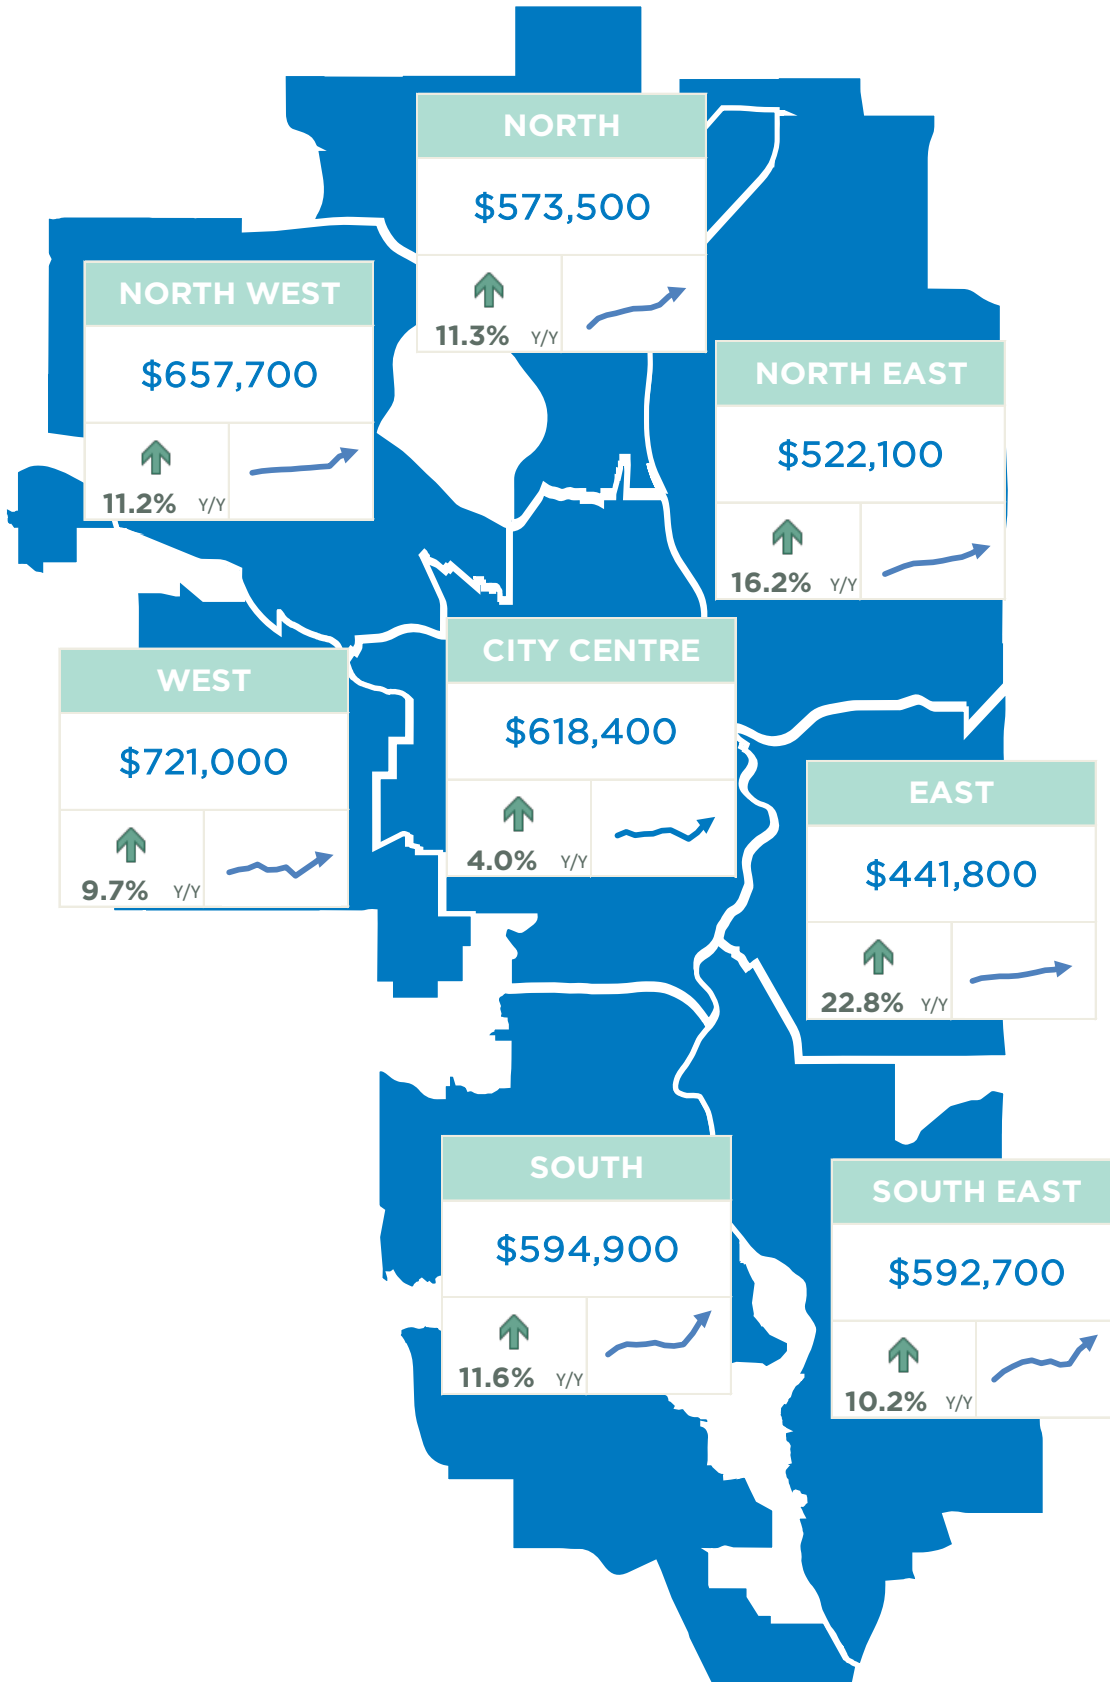 NORTH
$573,500
11.3% Y/Y
NORTH WEST
$657,700
11.2% Y/Y
NORTH EAST
$522,100
16.2% Y/Y
CITY CENTRE
$618,400
4.0% Y/Y
WEST
$721,000
9.7% Y/Y
EAST
$441,800
22.8% Y/Y
SOUTH
$594,900
11.6% Y/Y
SOUTH EAST
$592,700
10.2% Y/Y